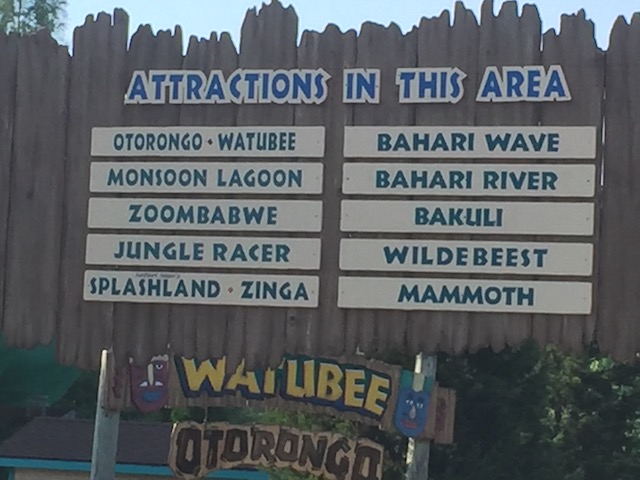 ATTRACTIONS IN THIS AREA
OTORONGO • WATUBEE
MONSOON LAGOON
ZOOMBABWE
JUNGLE RACER
SPLASHLAND • ZINGA
BAHARI WAVE
BAHARI RIVER
BAKULI
WILDEBEEST
MAMMOTH
WATUBEE
OTORONGO